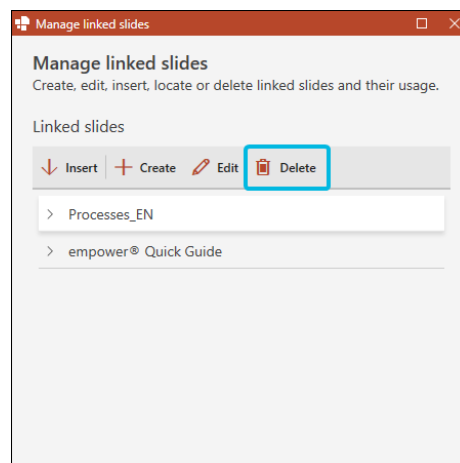 Manage linked slides
Manage linked slides
Create, edit, insert, locate or delete linked slides and their usage.
Linked slides
Insert Create Edit Delete
Processes_EN
empower® Quick Guide